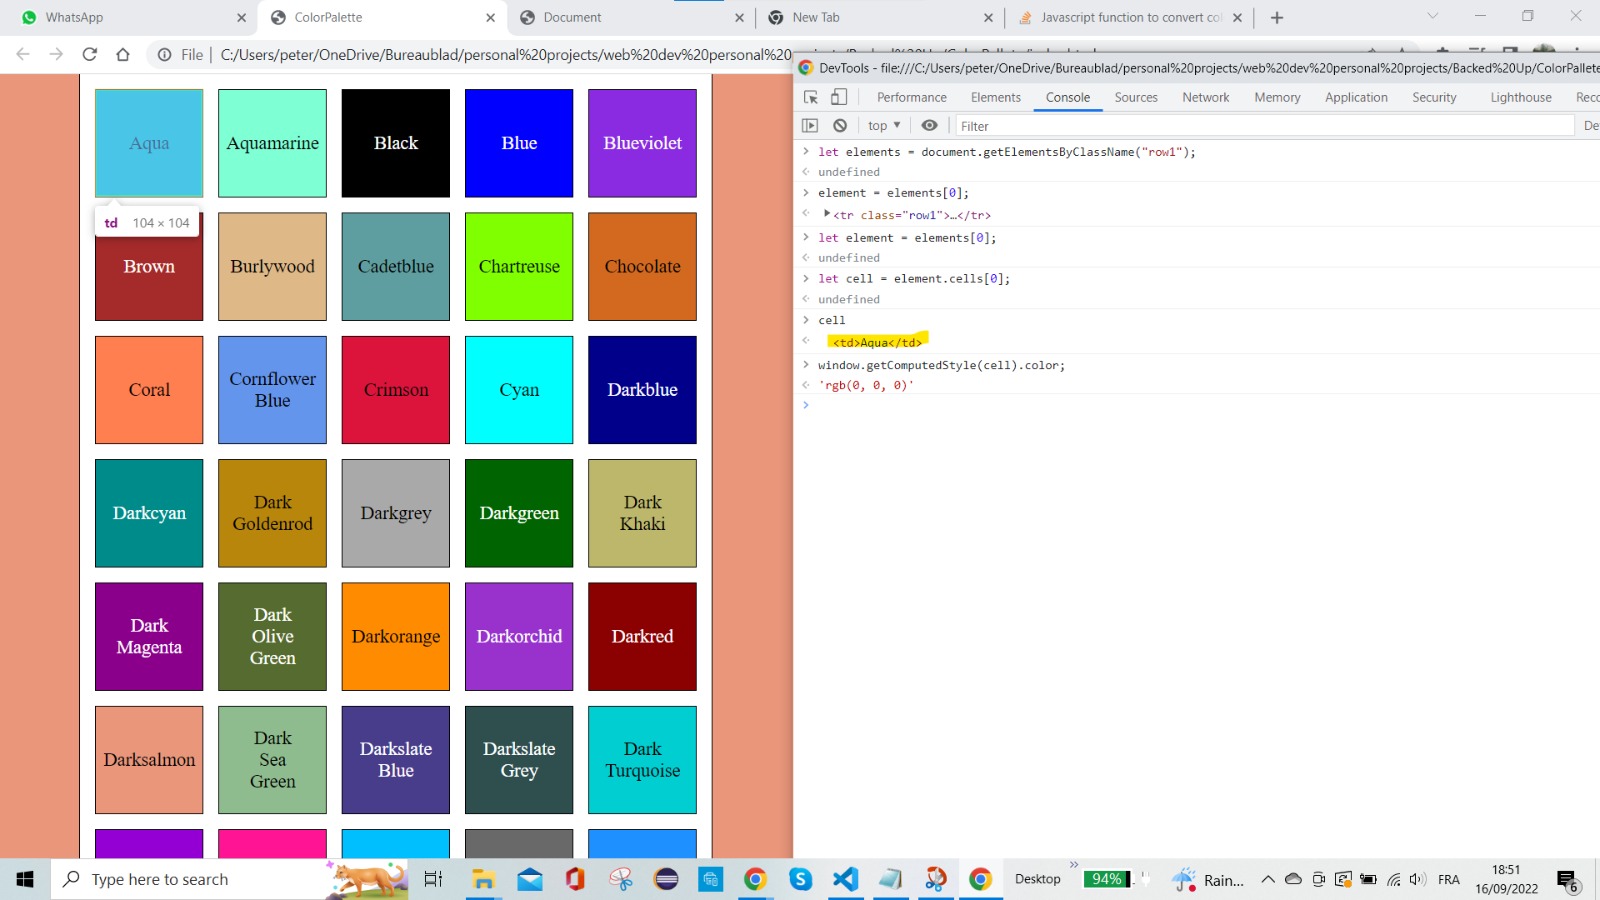 WhatsApp
ColorPalette
Document
New Tab
Javascript function to convert col
File | C:/Users/peter/OneDrive/Bureaublad/personal%20projects/web%20dev%20personal%20
DevTools - file:///C:/Users/peter/OneDrive/Bureaublad/personal%20projects/web%20dev%20personal%20projects/Backed%20Up/ColorPallete
Performance Elements Console Sources Network Memory Application Security Lighthouse Reco
top ▼ Filter De
let elements = document.getElementsByClassName("row1");
undefined
element = elements[0];
<tr class="row1">…</tr>
let element = elements[0];
undefined
let cell = element.cells[0];
undefined
cell
<td>Aqua</td>
window.getComputedStyle(cell).color;
'rgb(0, 0, 0)'
Aqua
Aquamarine
Black
Blue
Blueviolet
td 104 × 104
Brown
Burlywood
Cadetblue
Chartreuse
Chocolate
Coral
Cornflower
Blue
Crimson
Cyan
Darkblue
Darkcyan
Dark
Goldenrod
Darkgrey
Darkgreen
Dark
Khaki
Dark
Magenta
Dark
Olive
Green
Darkorange
Darkorchid
Darkred
Darksalmon
Dark
Sea
Green
Darkslate
Blue
Darkslate
Grey
Dark
Turquoise
Type here to search
Desktop
94%
Rain...
FRA
18:51
16/09/2022
6